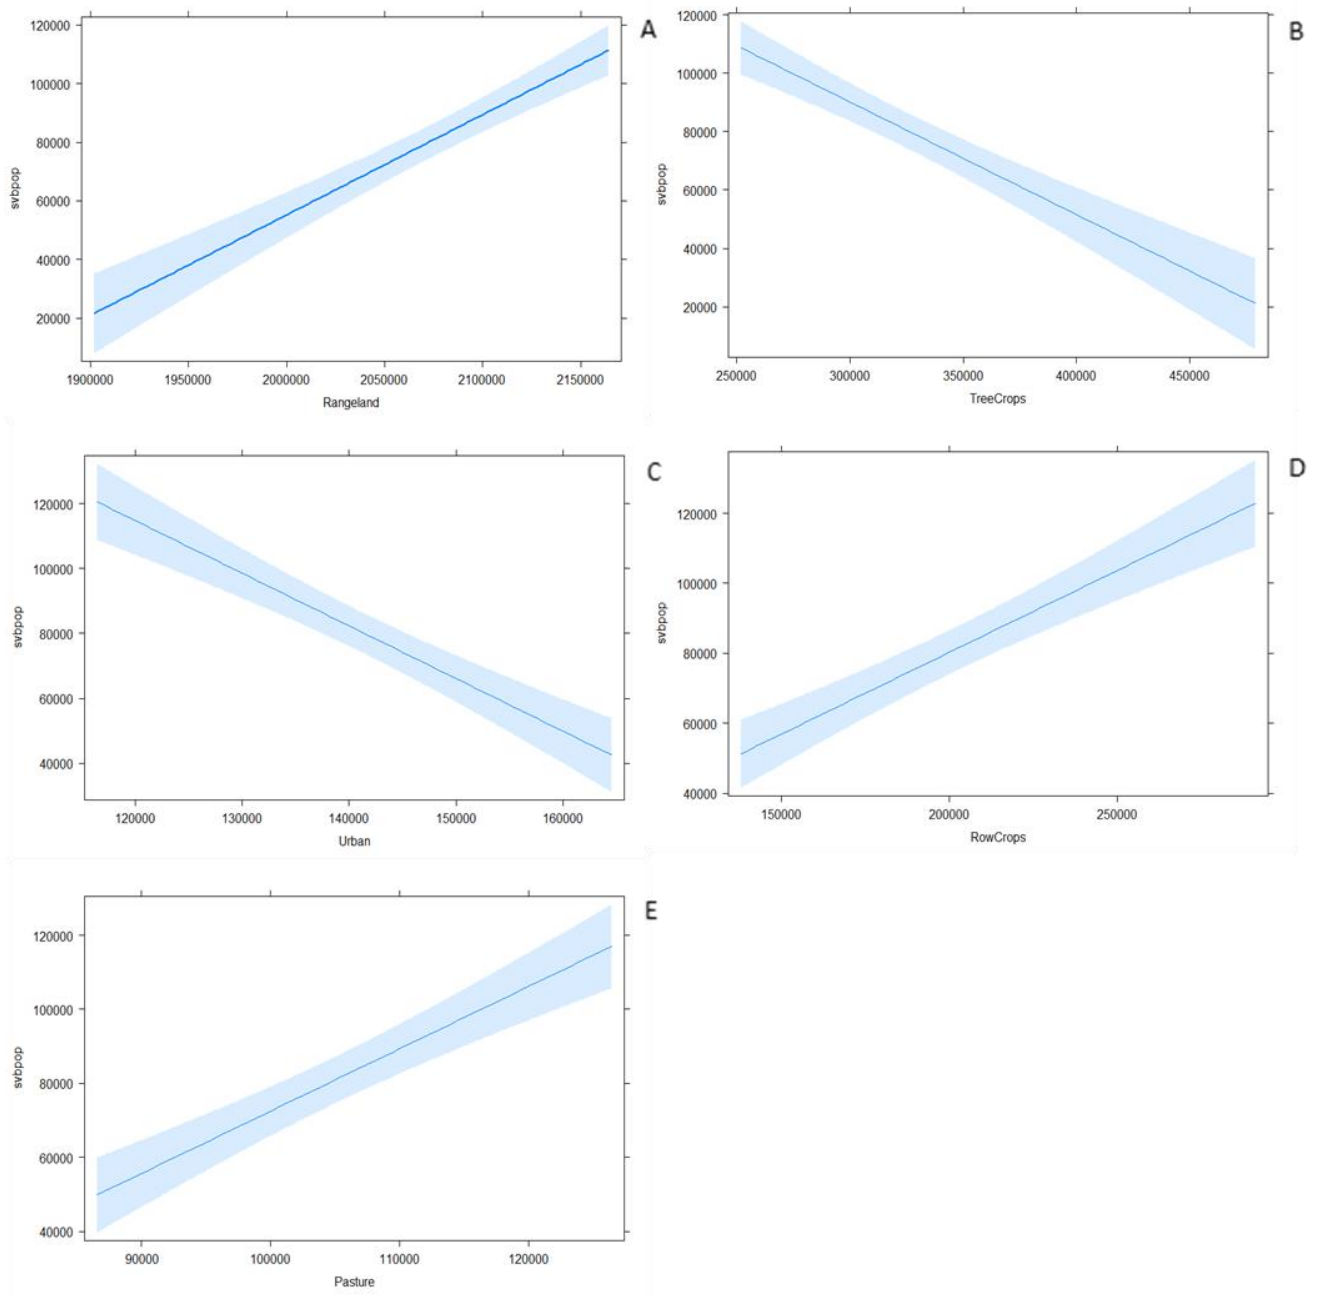 A
120000
100000
80000
60000
40000
20000
svbpop
1900000 1950000 2000000 2050000 2100000 2150000
Rangeland
B
120000
100000
80000
60000
40000
20000
svbpop
250000 300000 350000 400000 450000
TreeCrops
C
120000
100000
80000
60000
40000
svbpop
120000 130000 140000 150000 160000
Urban
D
120000
100000
80000
60000
40000
svbpop
150000 200000 250000
RowCrops
E
120000
100000
80000
60000
40000
svbpop
90000 100000 110000 120000
Pasture